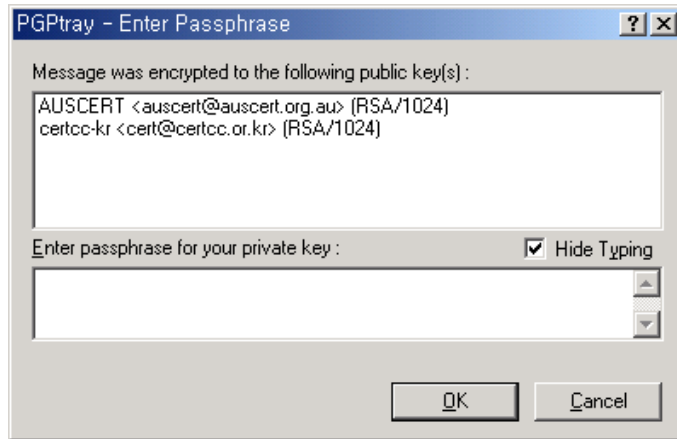 PGPtray - Enter Passphrase
Message was encrypted to the following public key(s) :
AUSCERT <auscert@auscert.org.au> (RSA/1024)
certcc-kr <cert@certcc.or.kr> (RSA/1024)
Enter passphrase for your private key : Hide Typing
OK Cancel